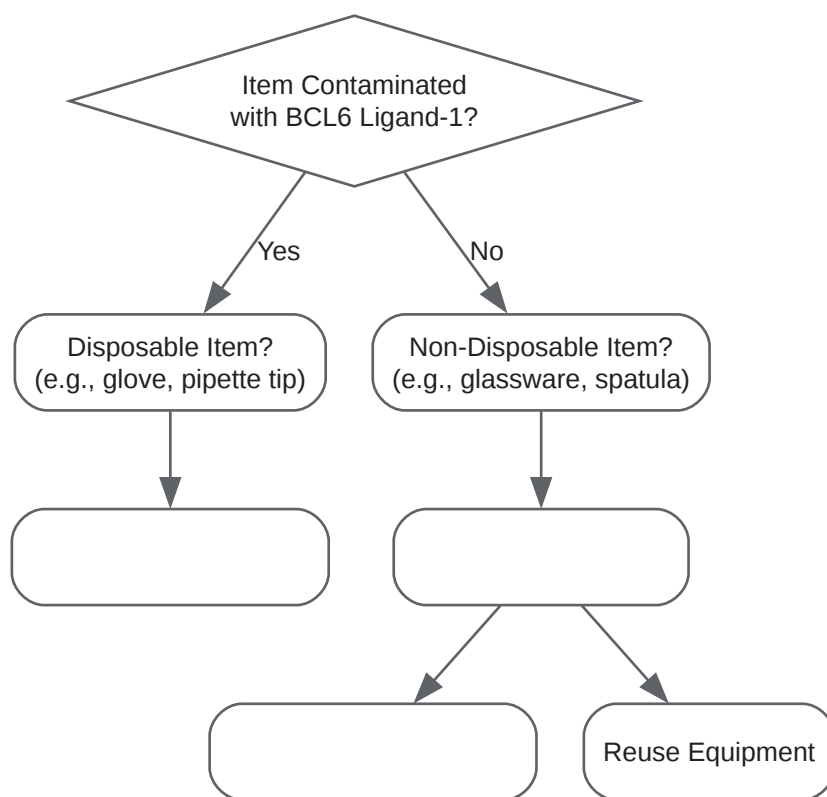 Item Contaminated
with BCL6 Ligand-1?
Yes
No
Disposable Item?
(e.g., glove, pipette tip)
Non-Disposable Item?
(e.g., glassware, spatula)
Reuse Equipment